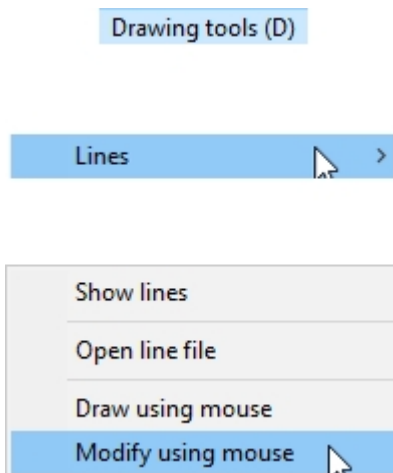 Drawing tools (D)
Lines
Show lines
Open line file
Draw using mouse
Modify using mouse